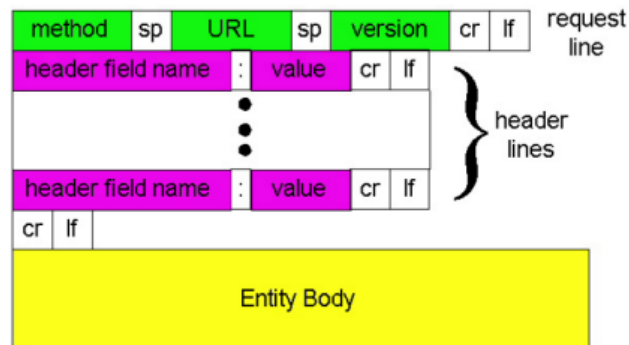 method sp URL sp version cr lf request line
header field name : value cr lf
header lines
header field name : value cr lf
cr lf
Entity Body